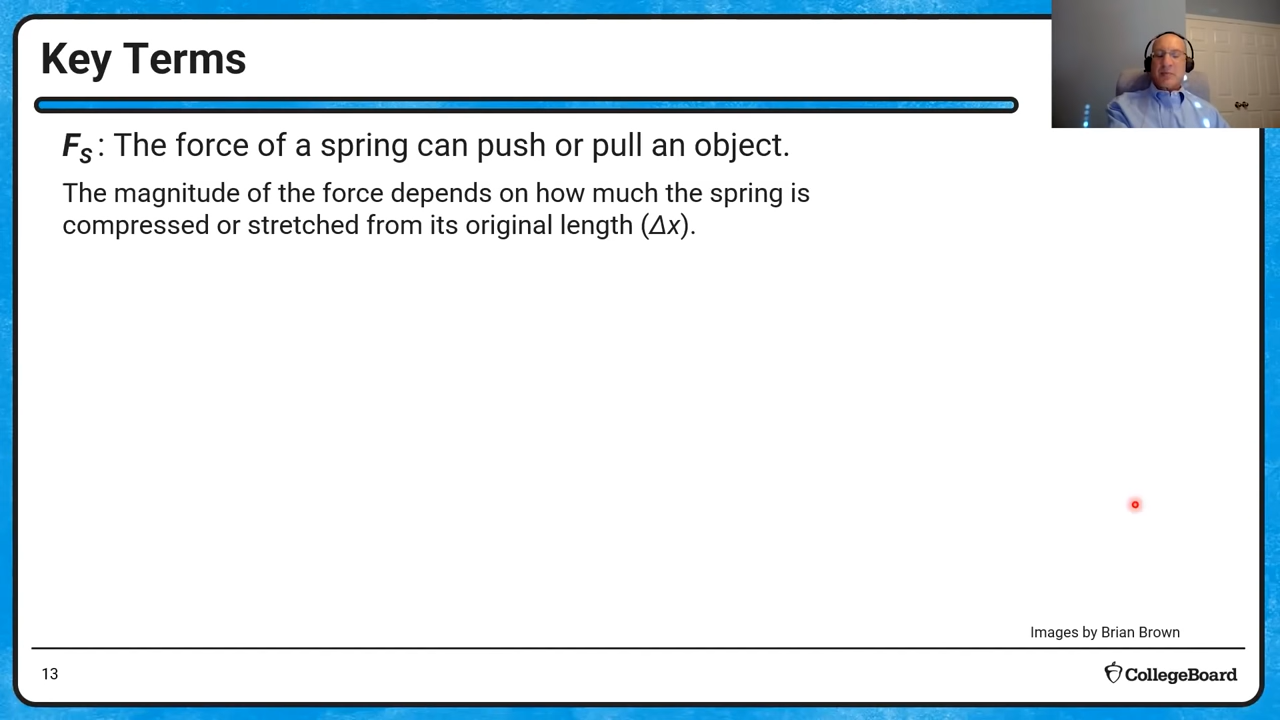 Key Terms
Fs: The force of a spring can push or pull an object.
The magnitude of the force depends on how much the spring is
compressed or stretched from its original length (Δx).
Images by Brian Brown
13
CollegeBoard